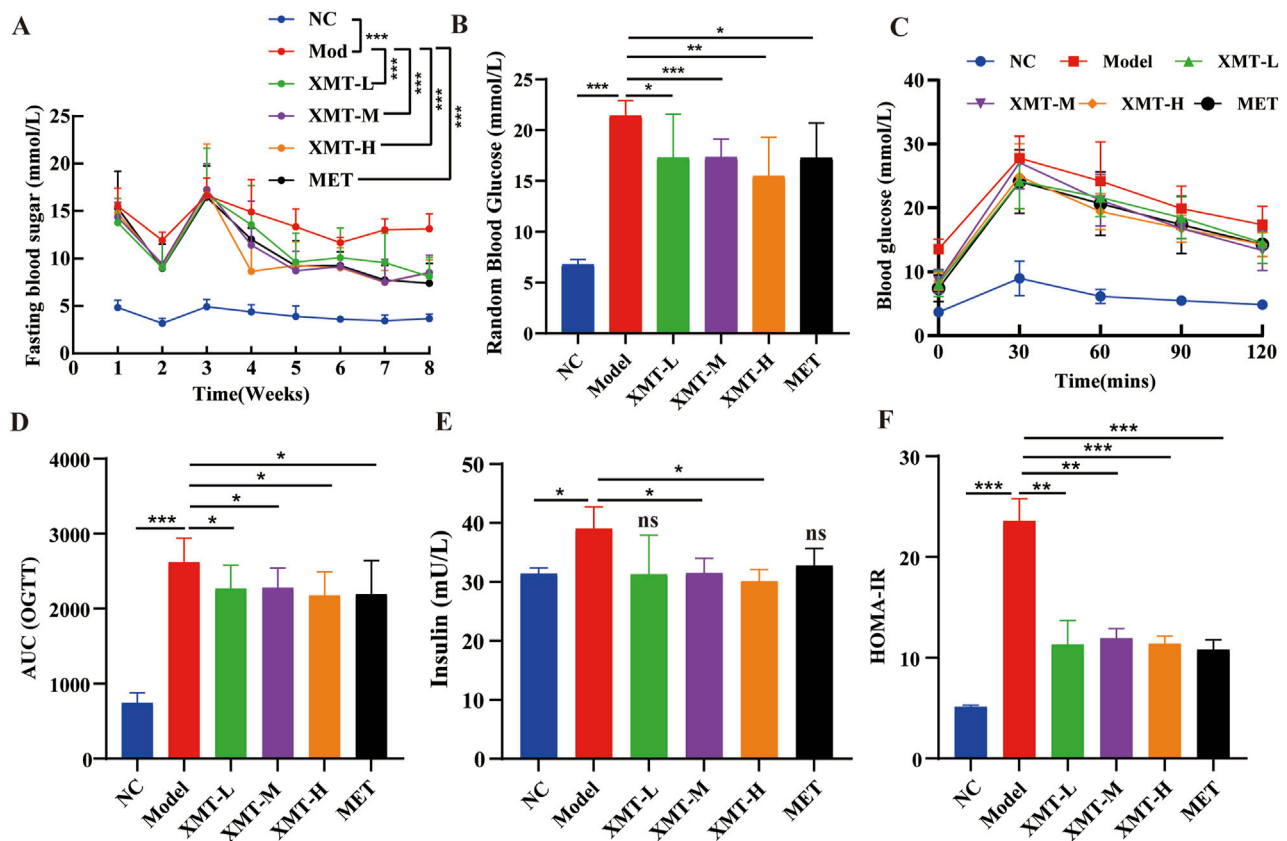 A
NC
Mod
XMT-L
XMT-M
XMT-H
MET
***
***
***
***
***
Fasting blood sugar (mmol/L)
25
20
15
10
5
0
0
1 2 3 4 5 6 7 8
Time(Weeks)
B
*
**
***
*** *
Random Blood Glucose (mmol/L)
25
20
15
10
5
0
NC Model XMT-L XMT-M XMT-H MET
C
NC Model XMT-L
XMT-M XMT-H MET
Blood glucose (mmol/L)
40
30
20
10
0
0 30 60 90 120
Time(mins)
D
*
*
*
*** *
AUC (OGTT)
4000
3000
2000
1000
0
NC Model XMT-L XMT-M XMT-H MET
E
*
* *
ns ns
Insulin (mU/L)
50
40
30
20
10
0
NC Model XMT-L XMT-M XMT-H MET
F
***
***
**
*** **
HOMA-IR
30
20
10
0
NC Model XMT-L XMT-M XMT-H MET